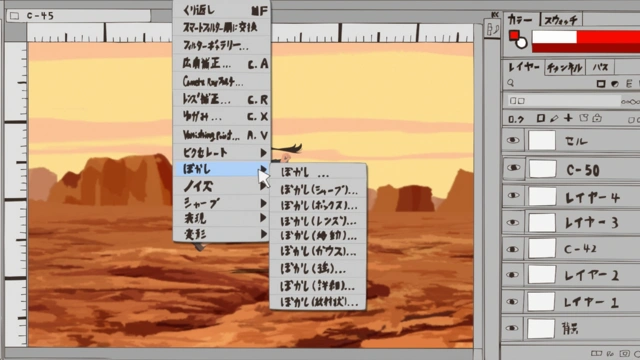 C-45
くり返し
F
スマートフィルター用に変換
フィルターギャラリー...
広角補正... C. A
Camera Rawフィルター...
レンズ補正... C. R
ゆがみ... C. X
Vanishing Point... A. V
ピクセレート
ぼかし
ノイズ
シャープ
表現
変形
ぼかし ...
ぼかし(シャープ)...
ぼかし(ボックス)...
ぼかし(レンズ)...
ぼかし(移動)...
ぼかし(ガウス)...
ぼかし(詳細)...
ぼかし(放射状)...
カラー
スウォッチ
レイヤー
チャンネル
パス
セル
C-50
レイヤー4
レイヤー3
C-42
レイヤー2
レイヤー1
背景